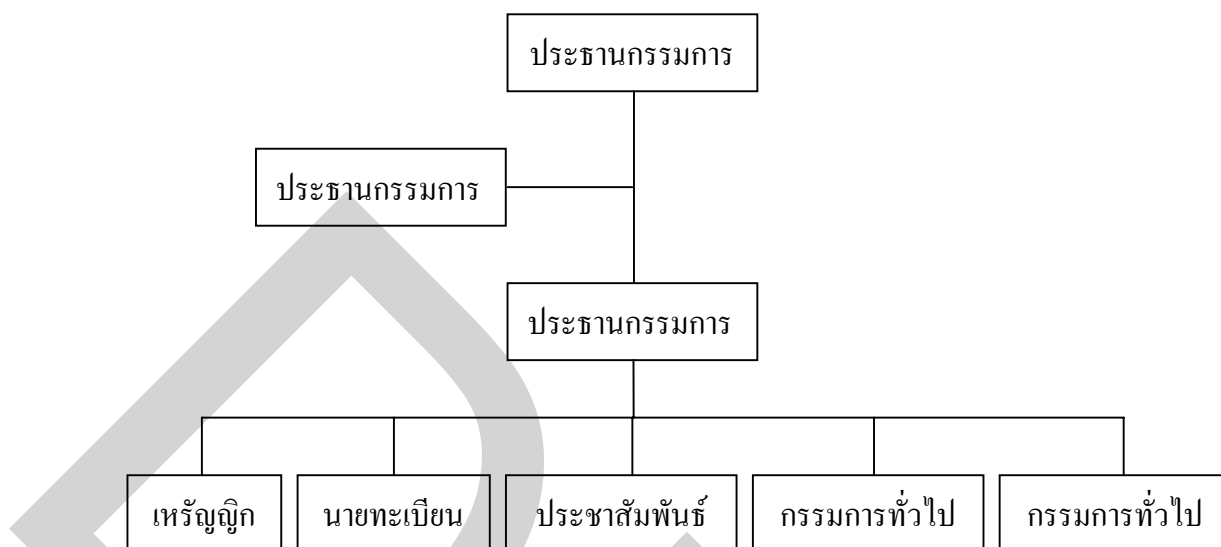 ประธานกรรมการ
ประธานกรรมการ
ประธานกรรมการ
เหรัญญิก
นายทะเบียน
ประชาสัมพันธ์
กรรมการทั่วไป
กรรมการทั่วไป